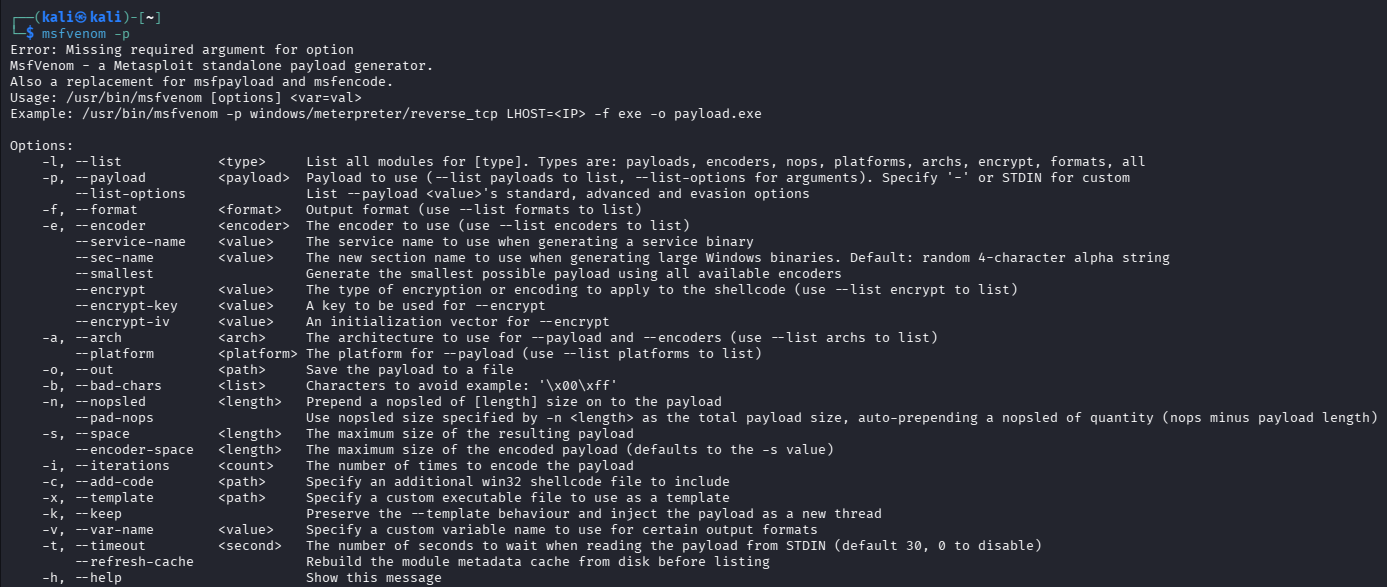 ┌──(kali㉿kali)-[~]
└─$ msfvenom -p
Error: Missing required argument for option
MsfVenom - a Metasploit standalone payload generator.
Also a replacement for msfpayload and msfencode.
Usage: /usr/bin/msfvenom [options] <var=val>
Example: /usr/bin/msfvenom -p windows/meterpreter/reverse_tcp LHOST=<IP> -f exe -o payload.exe

Options:
    -l, --list            <type>     List all modules for [type]. Types are: payloads, encoders, nops, platforms, archs, encrypt, formats, all
    -p, --payload         <payload>  Payload to use (--list payloads to list, --list-options for arguments). Specify '-' or STDIN for custom
        --list-options               List --payload <value>'s standard, advanced and evasion options
    -f, --format          <format>   Output format (use --list formats to list)
    -e, --encoder         <encoder>  The encoder to use (use --list encoders to list)
        --service-name    <value>    The service name to use when generating a service binary
        --sec-name        <value>    The new section name to use when generating large Windows binaries. Default: random 4-character alpha string
        --smallest                   Generate the smallest possible payload using all available encoders
        --encrypt         <value>    The type of encryption or encoding to apply to the shellcode (use --list encrypt to list)
        --encrypt-key     <value>    A key to be used for --encrypt
        --encrypt-iv      <value>    An initialization vector for --encrypt
    -a, --arch            <arch>     The architecture to use for --payload and --encoders (use --list archs to list)
        --platform        <platform> The platform for --payload (use --list platforms to list)
    -o, --out             <path>     Save the payload to a file
    -b, --bad-chars       <list>     Characters to avoid example: '\x00\xff'
    -n, --nopsled         <length>   Prepend a nopsled of [length] size on to the payload
        --pad-nops                   Use nopsled size specified by -n <length> as the total payload size, auto-prepending a nopsled of quantity (nops minus payload length)
    -s, --space           <length>   The maximum size of the resulting payload
        --encoder-space   <length>   The maximum size of the encoded payload (defaults to the -s value)
    -i, --iterations      <count>    The number of times to encode the payload
    -c, --add-code        <path>     Specify an additional win32 shellcode file to include
    -x, --template        <path>     Specify a custom executable file to use as a template
    -k, --keep                       Preserve the --template behaviour and inject the payload as a new thread
    -v, --var-name        <value>    Specify a custom variable name to use for certain output formats
    -t, --timeout         <second>   The number of seconds to wait when reading the payload from STDIN (default 30, 0 to disable)
        --refresh-cache              Rebuild the module metadata cache from disk before listing
    -h, --help                       Show this message